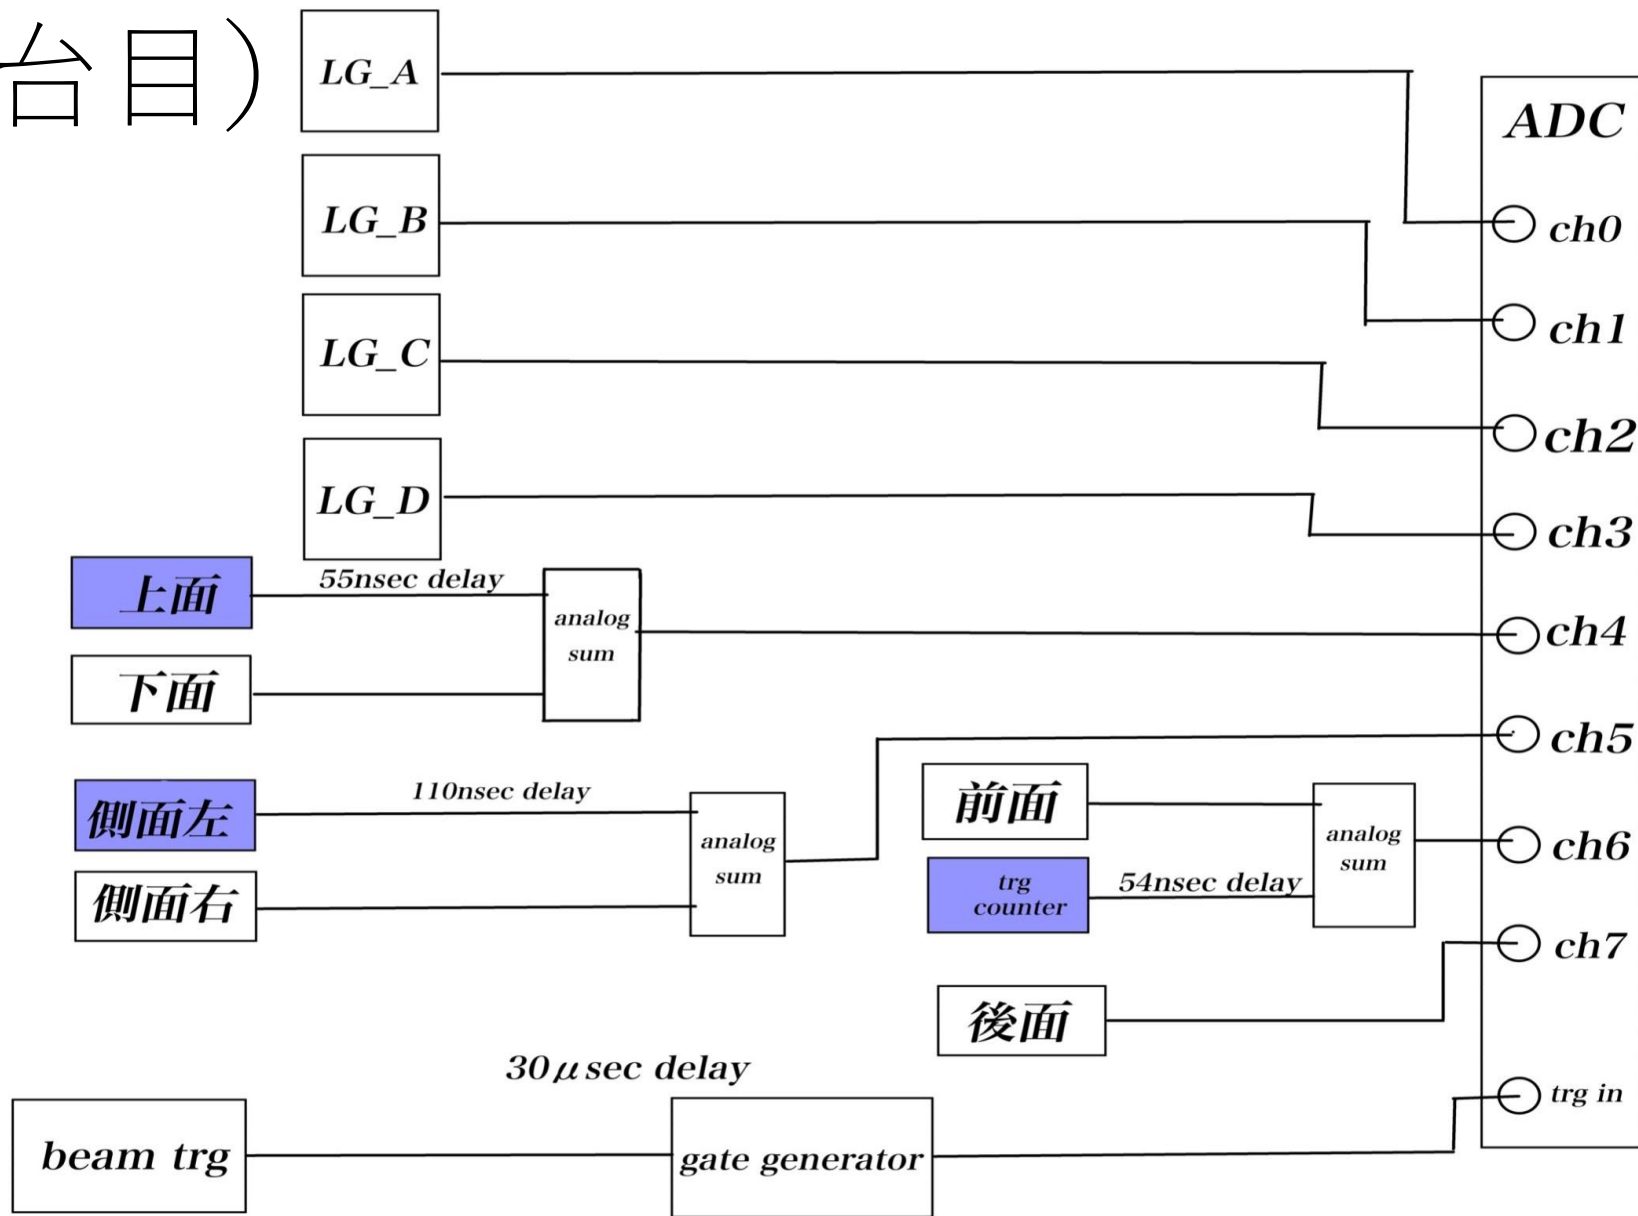 台目）
LG_A
ADC
LG_B
ch0
ch1
LG_C
ch2
LG_D
ch3
上面
55nsec delay
analog
sum
ch4
下面
ch5
側面左
110nsec delay
analog
sum
前面
analog
sum
ch6
側面右
trg
counter
54nsec delay
ch7
後面
30μsec delay
trg in
beam trg
gate generator